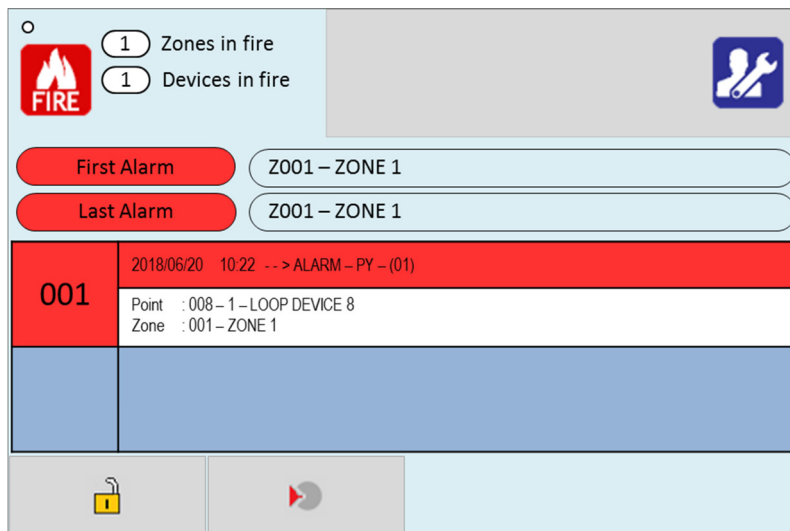 1 Zones in fire
1 Devices in fire
FIRE
First Alarm Z001 – ZONE 1
Last Alarm Z001 – ZONE 1
001
2018/06/20 10:22 - - > ALARM – PY – (01)
Point : 008 – 1 – LOOP DEVICE 8
Zone : 001 – ZONE 1